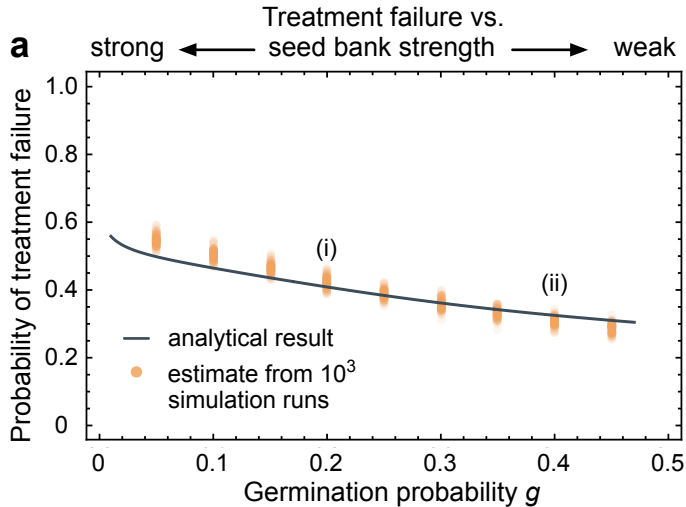 Treatment failure vs.
a strong seed bank strength weak
Probability of treatment failure
1.0
0.8
0.6
0.4
0.2
0
(i)
(ii)
analytical result
estimate from 10³
simulation runs
0 0.1 0.2 0.3 0.4 0.5
Germination probability g